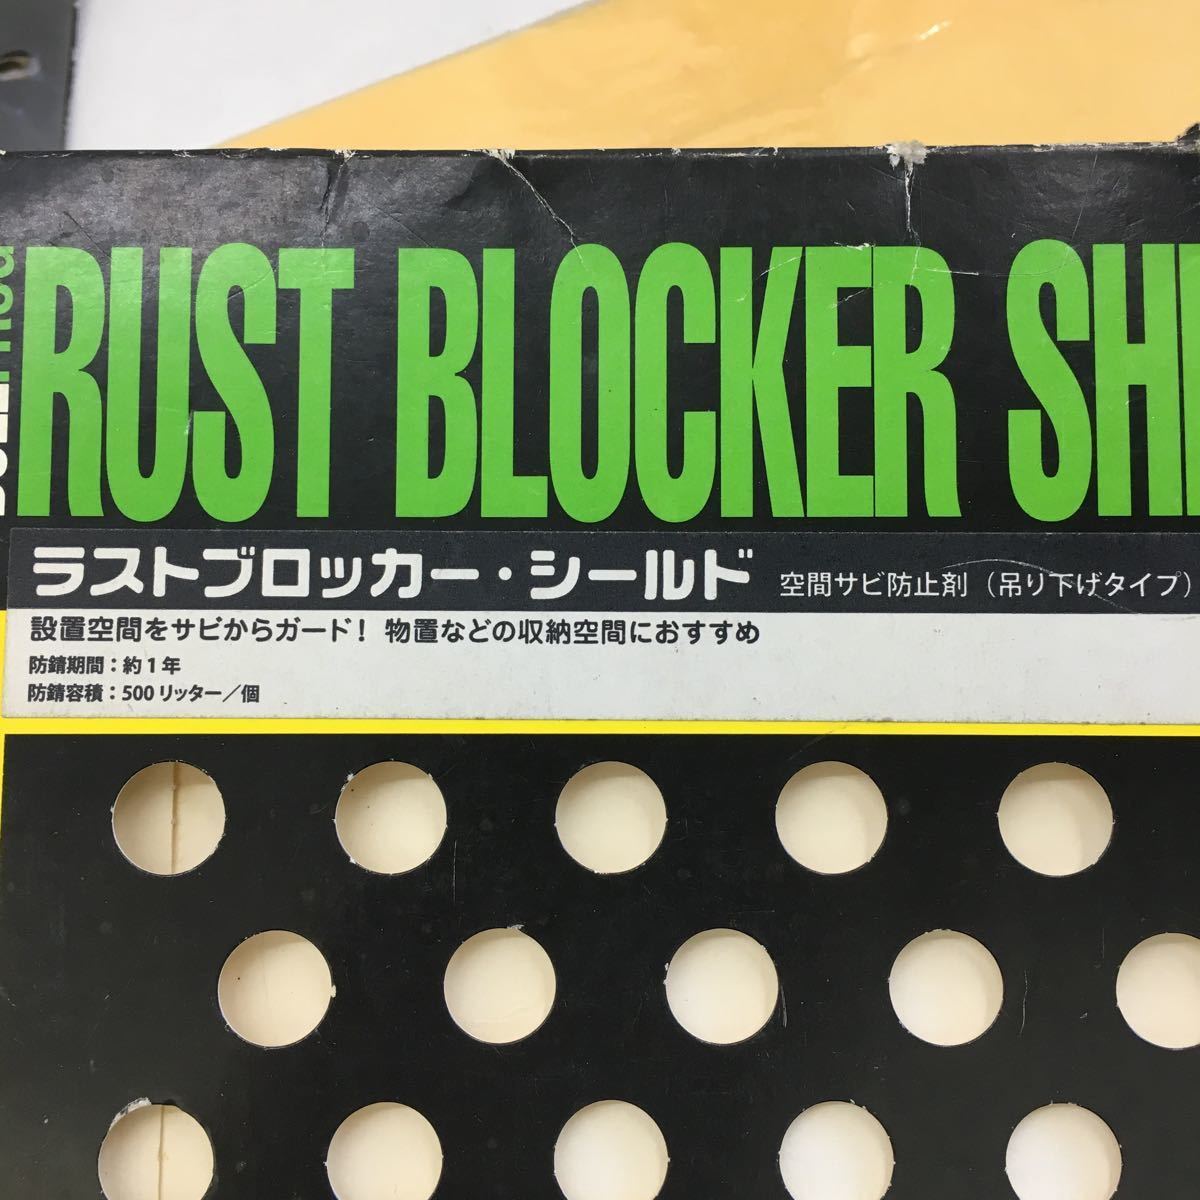 RUST BLOCKER SHI
ラストブロッカー・シールド 空間サビ防止剤（吊り下げタイプ）
設置空間をサビからガード！ 物置などの収納空間におすすめ
防錆期間：約1年
防錆容積：500リッター／個